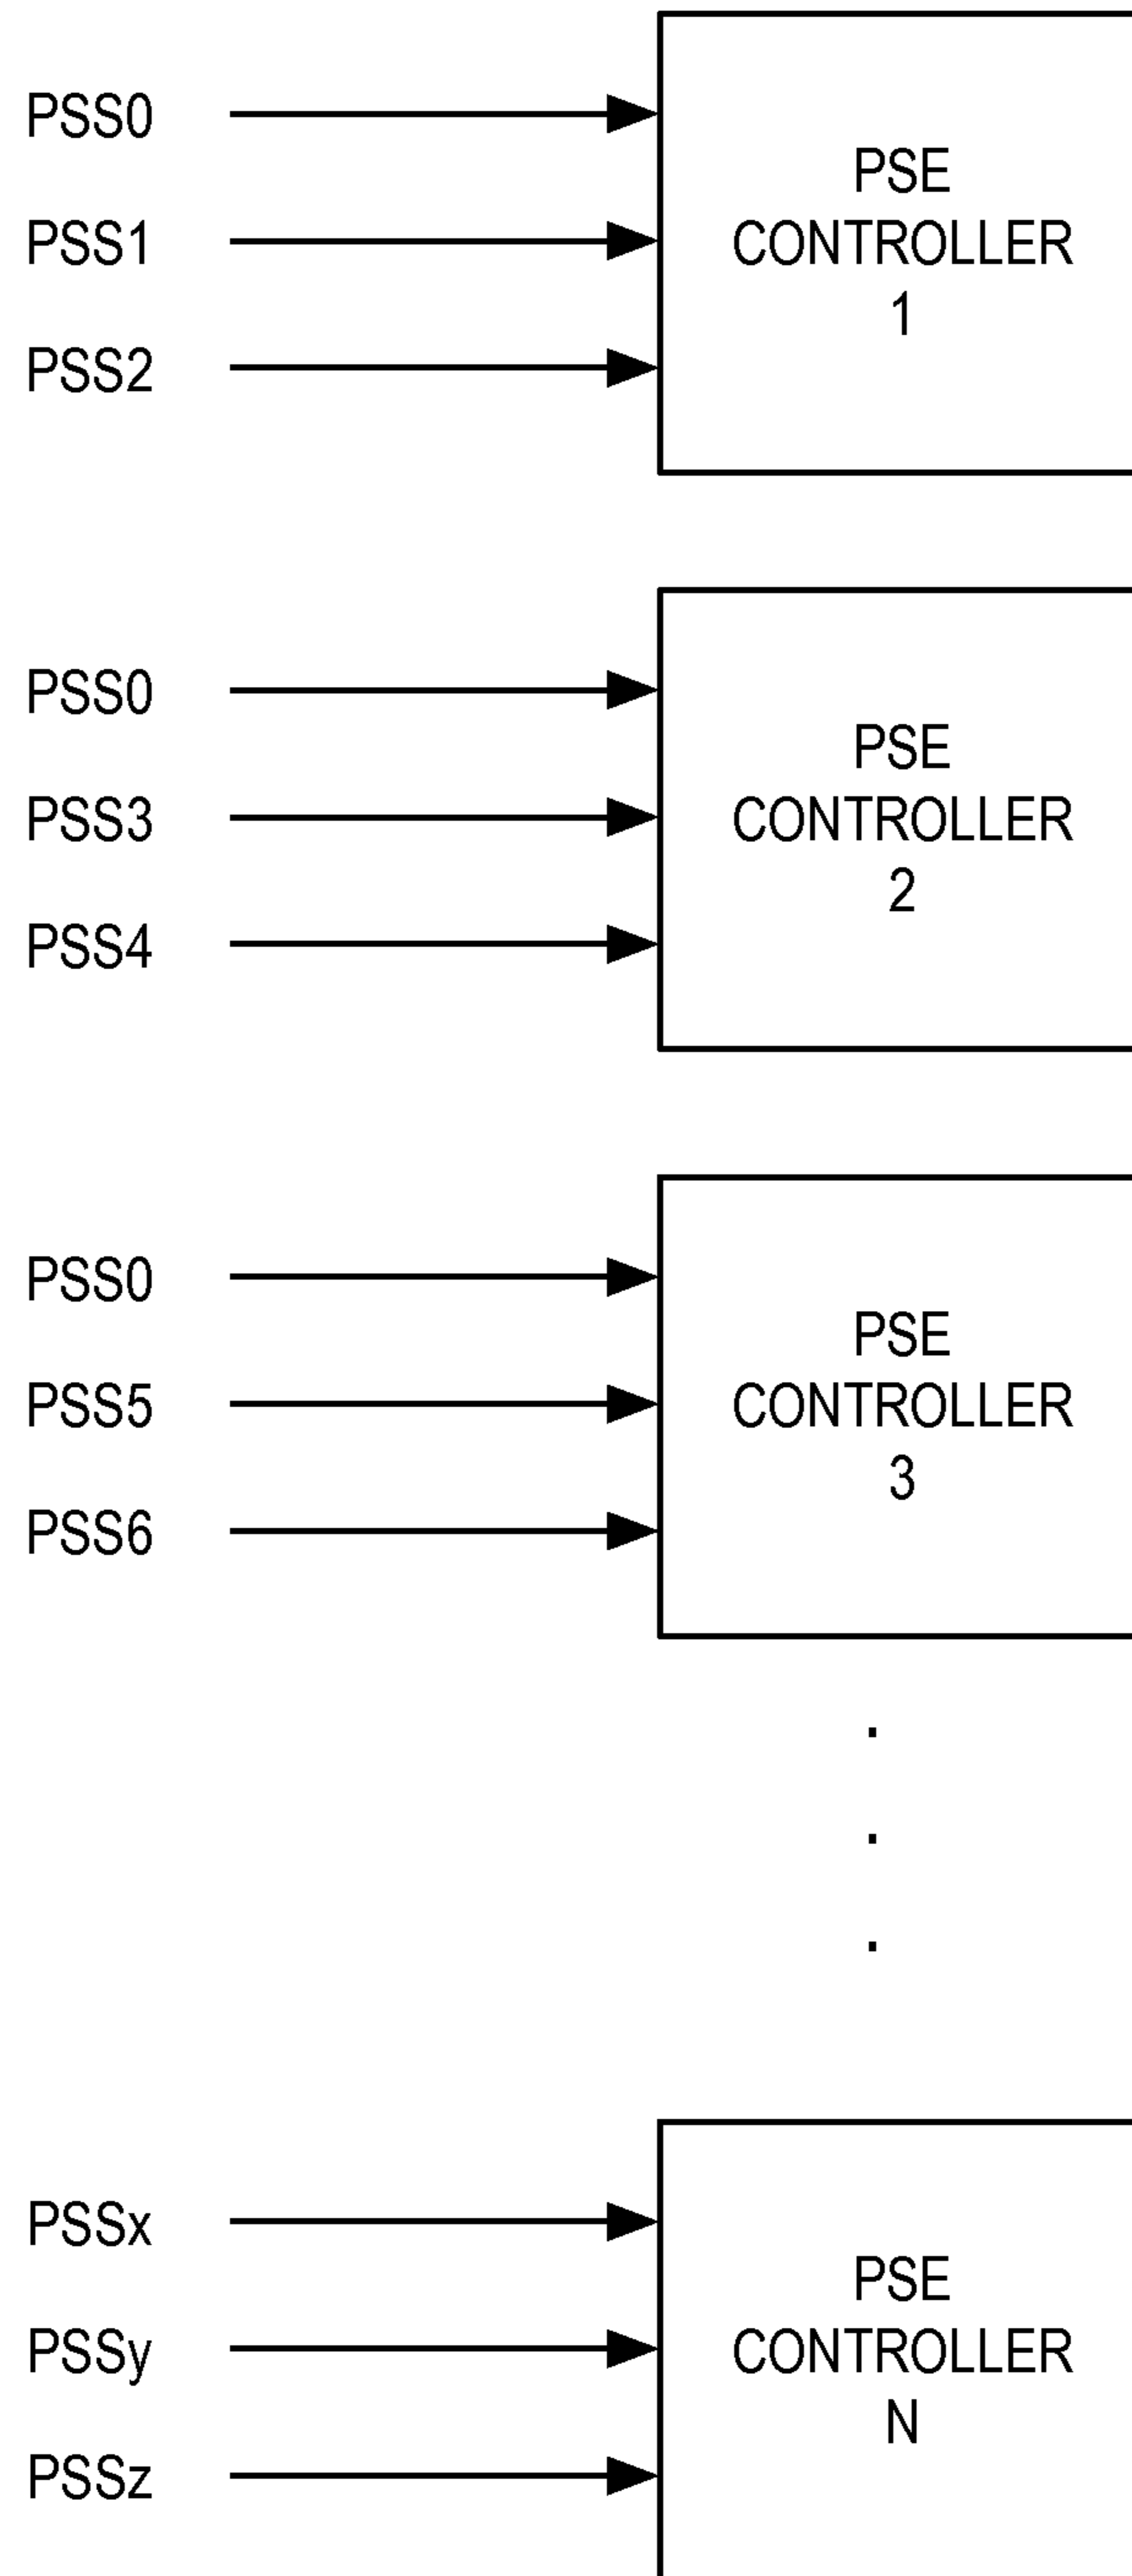 PSS0
PSS1
PSS2
PSE
CONTROLLER
1
PSS0
PSS3
PSS4
PSE
CONTROLLER
2
PSS0
PSS5
PSS6
PSE
CONTROLLER
3
.
.
.
PSSx
PSSy
PSSz
PSE
CONTROLLER
N